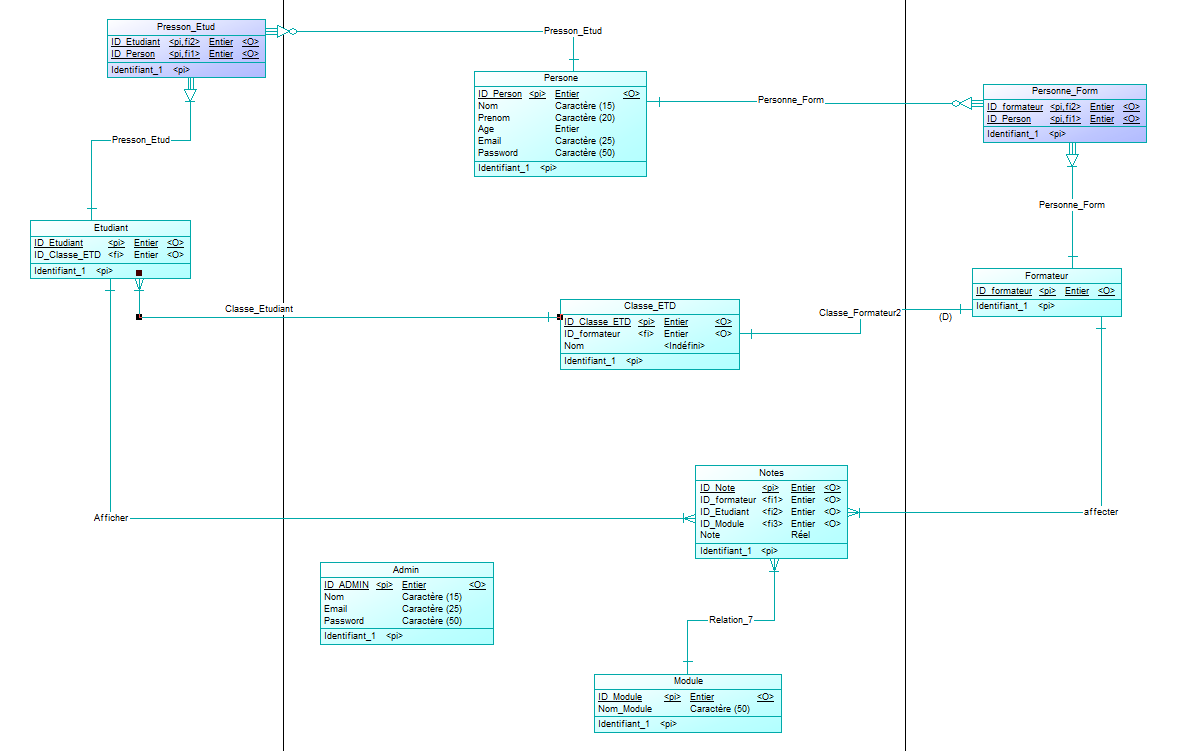 Presson_Etud
ID_Etudiant <pi,fi2> Entier <O>
ID_Person <pi,fi1> Entier <O>
Identifiant_1 <pi>
Presson_Etud
Persone
ID_Person <pi> Entier <O>
Nom Caractère (15)
Prenom Caractère (20)
Age Entier
Email Caractère (25)
Password Caractère (50)
Identifiant_1 <pi>
Personne_Form
Personne_Form
ID_formateur <pi,fi2> Entier <O>
ID_Person <pi,fi1> Entier <O>
Identifiant_1 <pi>
Presson_Etud
Personne_Form
Etudiant
ID_Etudiant <pi> Entier <O>
ID_Classe_ETD <fi> Entier <O>
Identifiant_1 <pi>
Formateur
ID_formateur <pi> Entier <O>
Identifiant_1 <pi>
Classe_Etudiant
Classe_ETD
ID_Classe_ETD <pi> Entier <O>
ID_formateur <fi> Entier <O>
Nom <Indéfini>
Identifiant_1 <pi>
Classe_Formateur2
(D)
Notes
ID_Note <pi> Entier <O>
ID_formateur <fi1> Entier <O>
ID_Etudiant <fi2> Entier <O>
ID_Module <fi3> Entier <O>
Note Réel
Identifiant_1 <pi>
Afficher
affecter
Admin
ID_ADMIN <pi> Entier <O>
Nom Caractère (15)
Email Caractère (25)
Password Caractère (50)
Identifiant_1 <pi>
Relation_7
Module
ID_Module <pi> Entier <O>
Nom_Module Caractère (50)
Identifiant_1 <pi>